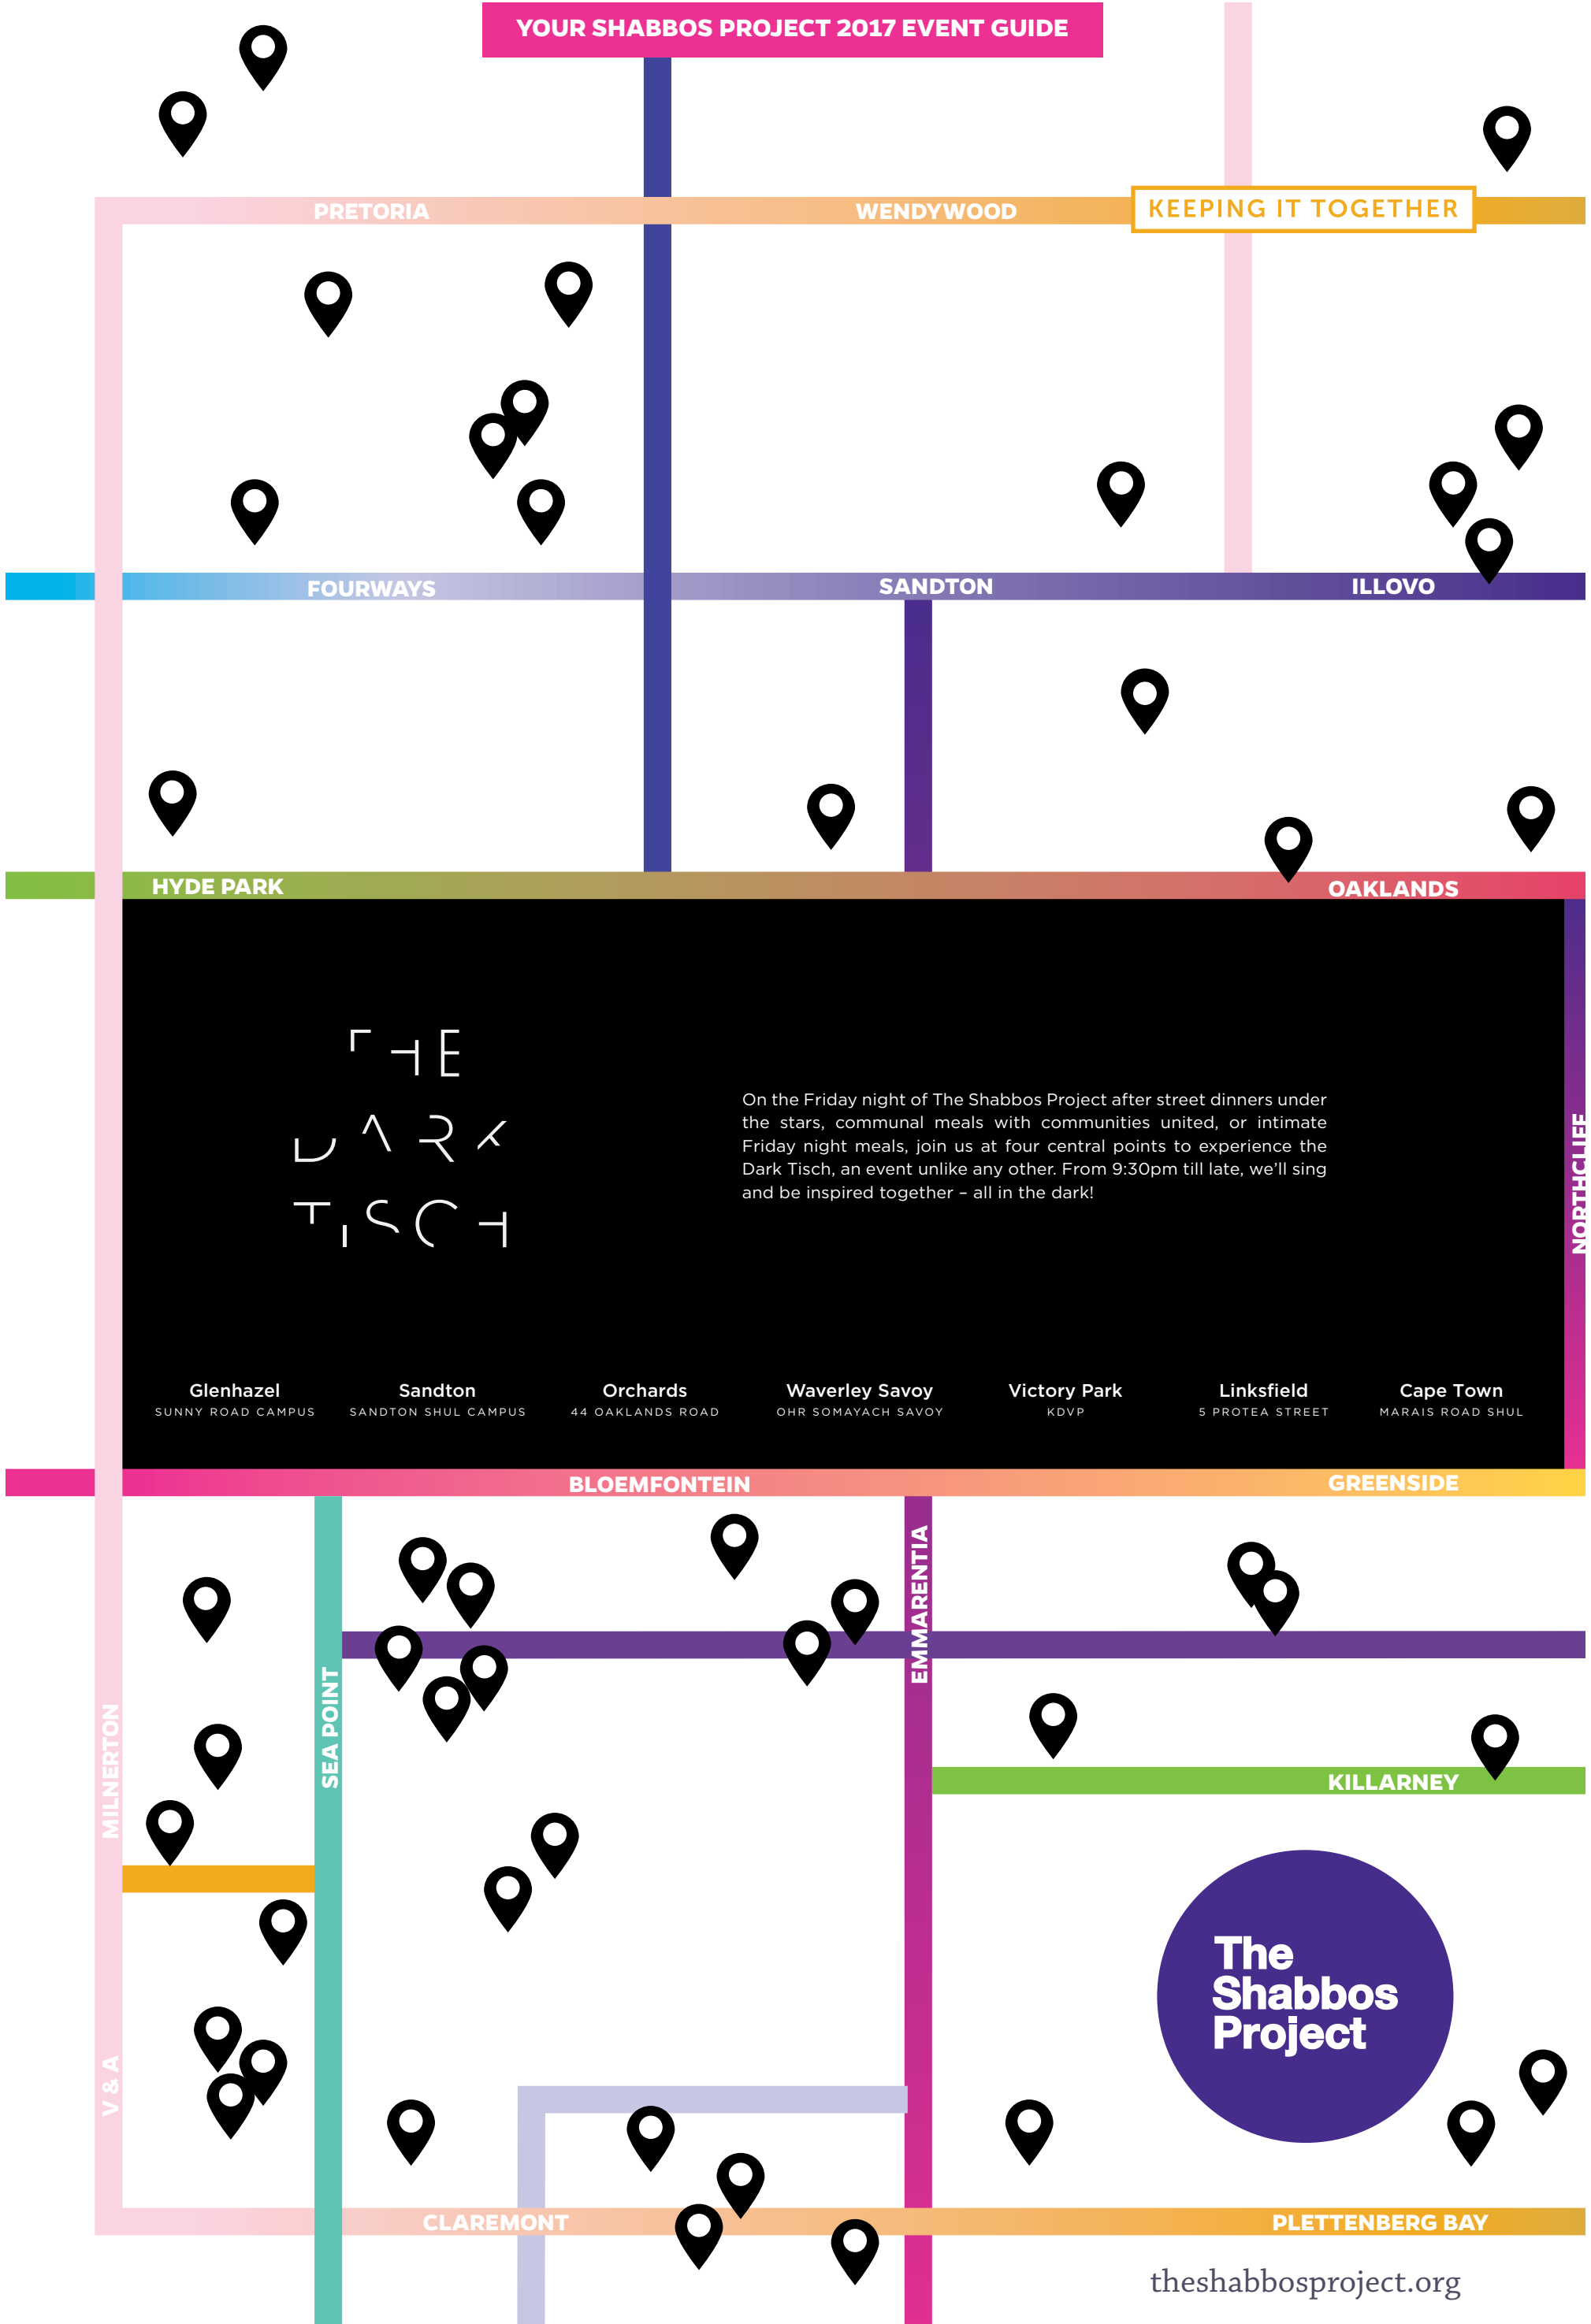 YOUR SHABBOS PROJECT 2017 EVENT GUIDE
PRETORIA
WENDYWOOD
KEEPING IT TOGETHER
FOURWAYS
SANDTON
ILLOVO
HYDE PARK
OAKLANDS
THE
DARK
TISCH
On the Friday night of The Shabbos Project after street dinners under
the stars, communal meals with communities united, or intimate
Friday night meals, join us at four central points to experience the
Dark Tisch, an event unlike any other. From 9:30pm till late, we'll sing
and be inspired together – all in the dark!
NORTHCLIFF
Glenhazel
SUNNY ROAD CAMPUS
Sandton
SANDTON SHUL CAMPUS
Orchards
44 OAKLANDS ROAD
Waverley Savoy
OHR SOMAYACH SAVOY
Victory Park
KDVP
Linksfield
5 PROTEA STREET
Cape Town
MARAIS ROAD SHUL
BLOEMFONTEIN
GREENSIDE
EMMARENTIA
SEA POINT
MILNERTON
KILLARNEY
The
Shabbos
Project
V & A
CLAREMONT
PLETTENBERG BAY
theshabbosproject.org